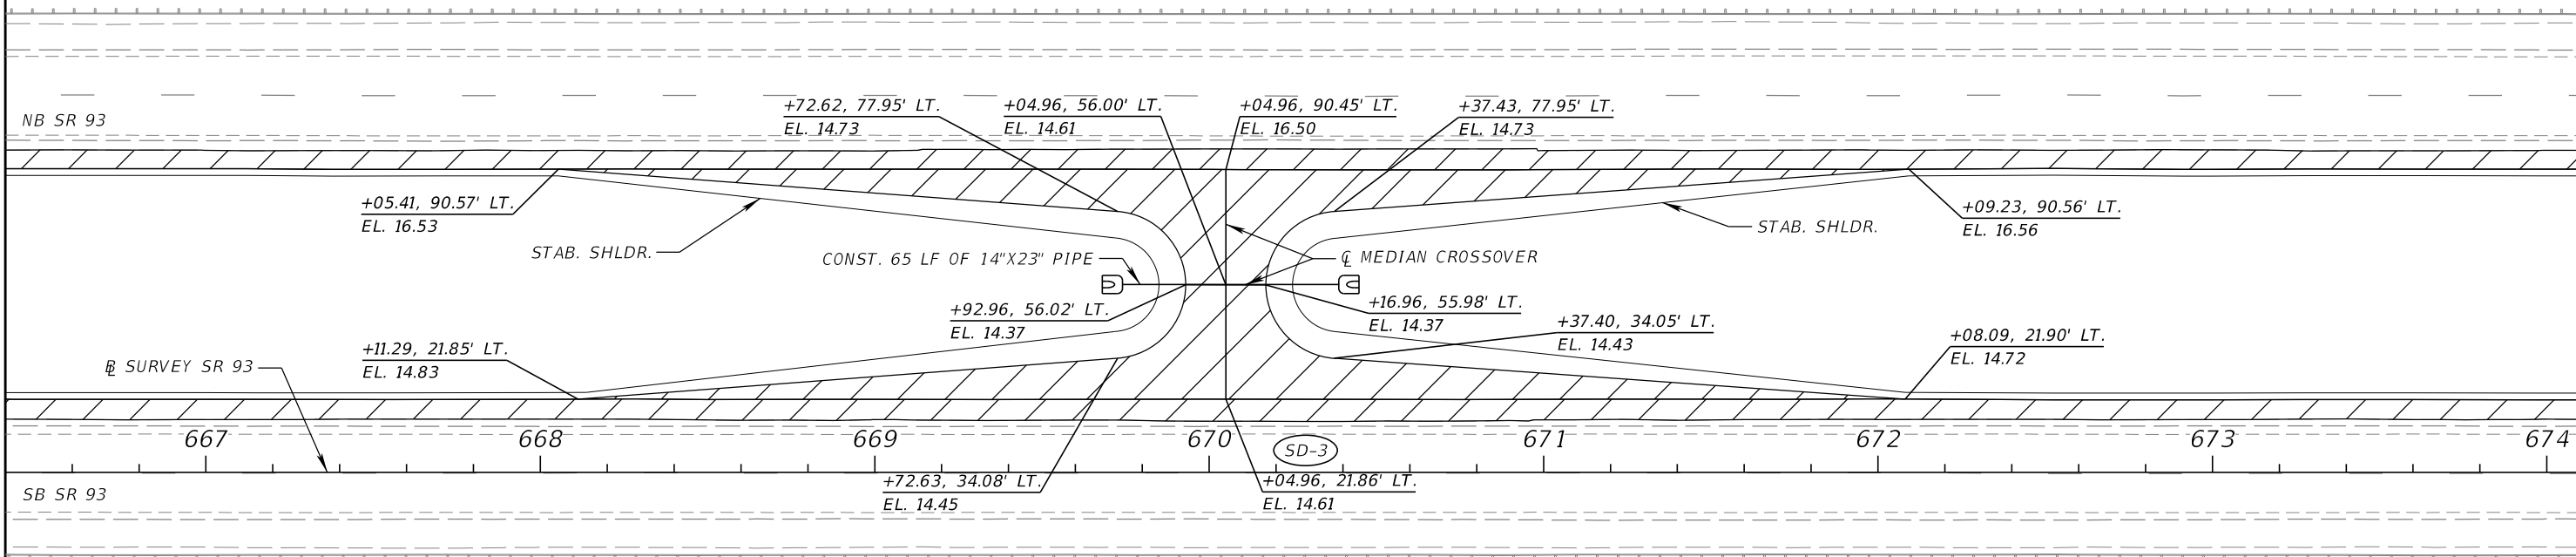 +72.62, 77.95' LT.
EL. 14.73
+04.96, 56.00' LT.
EL. 14.61
+04.96, 90.45' LT.
EL. 16.50
+37.43, 77.95' LT.
EL. 14.73
NB SR 93
+05.41, 90.57' LT.
EL. 16.53
+09.23, 90.56' LT.
EL. 16.56
STAB. SHLDR.
STAB. SHLDR.
CONST. 65 LF OF 14"X23" PIPE
℄ MEDIAN CROSSOVER
+92.96, 56.02' LT.
EL. 14.37
+16.96, 55.98' LT.
EL. 14.37
+37.40, 34.05' LT.
EL. 14.43
+08.09, 21.90' LT.
EL. 14.72
+11.29, 21.85' LT.
EL. 14.83
BL SURVEY SR 93
667 668 669 670 671 672 673 674
SD-3
+72.63, 34.08' LT.
EL. 14.45
+04.96, 21.86' LT.
EL. 14.61
SB SR 93